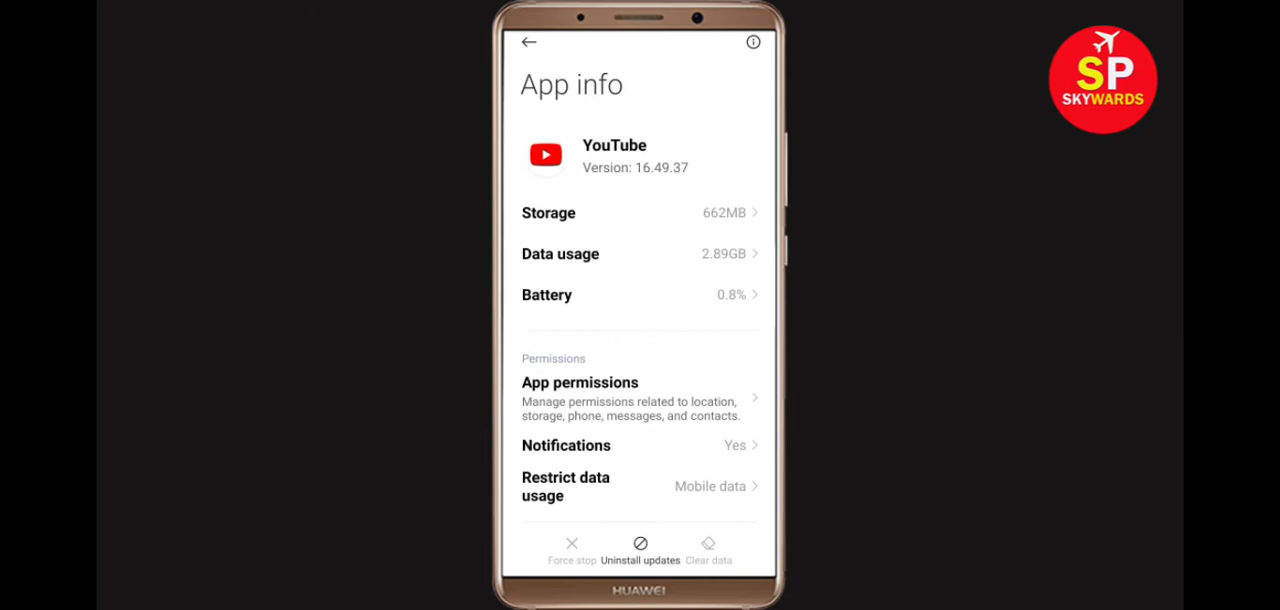 App info
YouTube
Version: 16.49.37
Storage 662MB
Data usage 2.89GB
Battery 0.8%
Permissions
App permissions
Manage permissions related to location,
storage, phone, messages, and contacts.
Notifications Yes
Restrict data
usage Mobile data
Force stop Uninstall updates Clear data
HUAWEI
SP
SKYWARDS